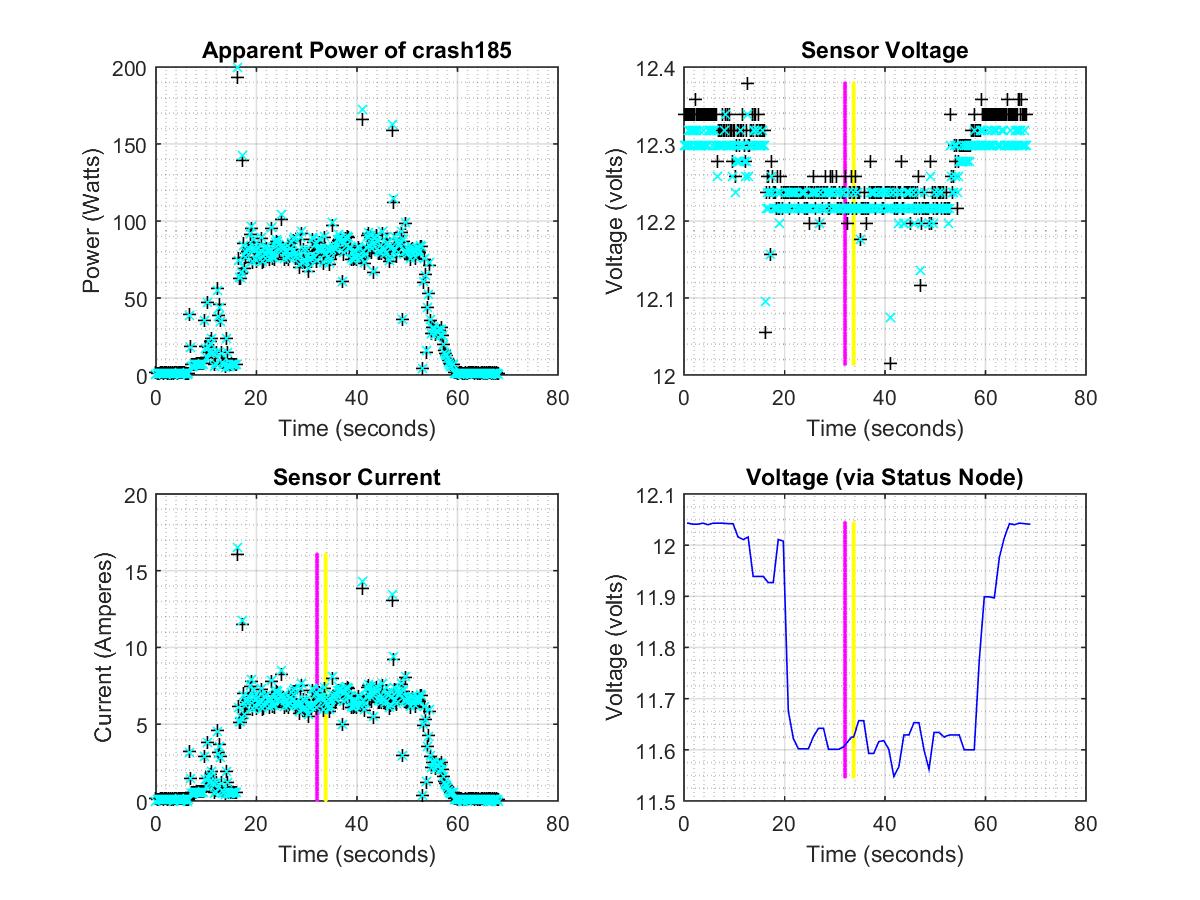 Apparent Power of crash185
200
150
100
50
0
Power (Watts)
0 20 40 60 80
Time (seconds)
Sensor Voltage
12.4
12.3
12.2
12.1
12
Voltage (volts)
0 20 40 60 80
Time (seconds)
Sensor Current
20
15
10
5
0
Current (Amperes)
0 20 40 60 80
Time (seconds)
Voltage (via Status Node)
12.1
12
11.9
11.8
11.7
11.6
11.5
Voltage (volts)
0 20 40 60 80
Time (seconds)